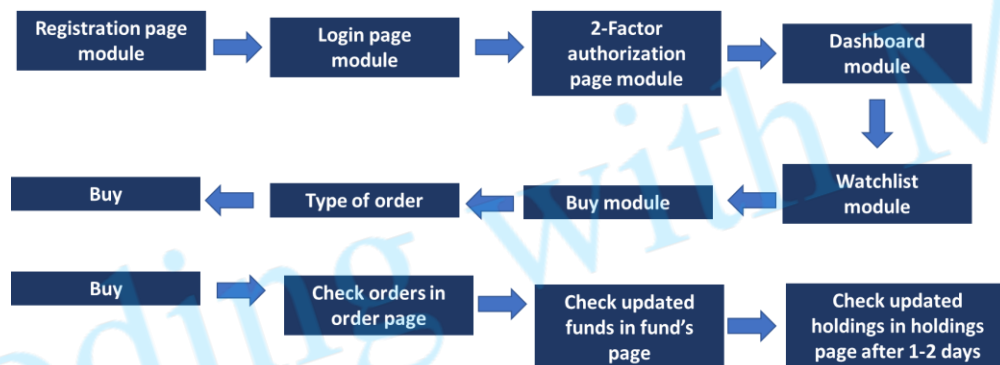 Registration page
module
Login page
module
2-Factor
authorization
page module
Dashboard
module
Buy
Type of order
Buy module
Watchlist
module
Buy
Check orders in
order page
Check updated
funds in fund's
page
Check updated
holdings in holdings
page after 1-2 days